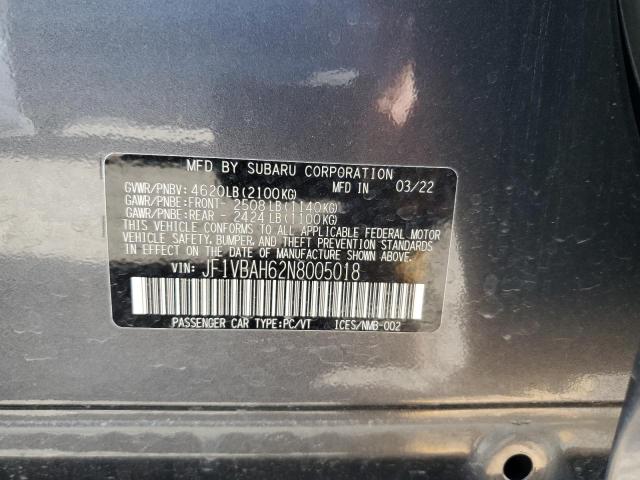 MFD BY SUBARU CORPORATION
GVWR/PNBV: 4620LB(2100KG) MFD IN 03/22
GAWR/PNBE:FRONT- 2508LB(1140KG)
GAWR/PNBE:REAR - 2424LB(1100KG)
THIS VEHICLE CONFORMS TO ALL APPLICABLE FEDERAL MOTOR
VEHICLE SAFETY, BUMPER, AND THEFT PREVENTION STANDARDS
IN EFFECT ON THE DATE OF MANUFACTURE SHOWN ABOVE.
VIN: JF1VBAH62N8005018
PASSENGER CAR TYPE:PC/VT ICES/NMB-002